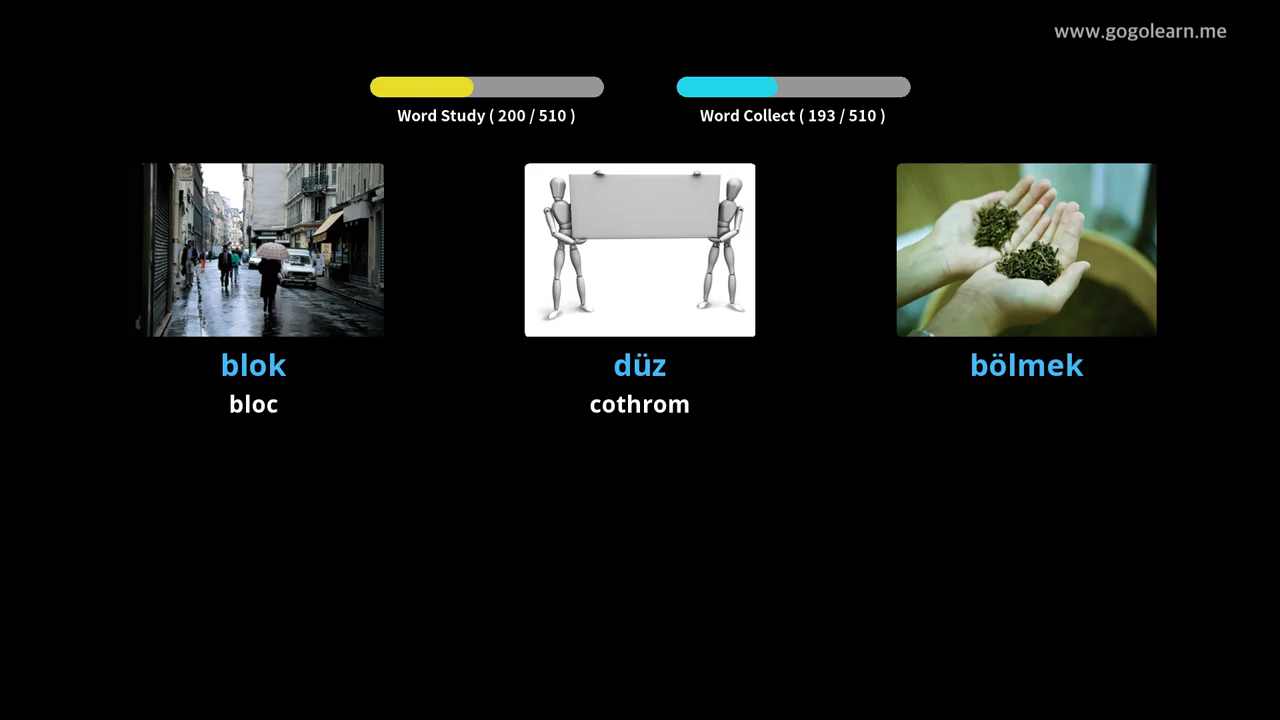 www.gogolearn.me
Word Study ( 200 / 510 )
Word Collect ( 193 / 510 )
blok
düz
bölmek
bloc
cothrom